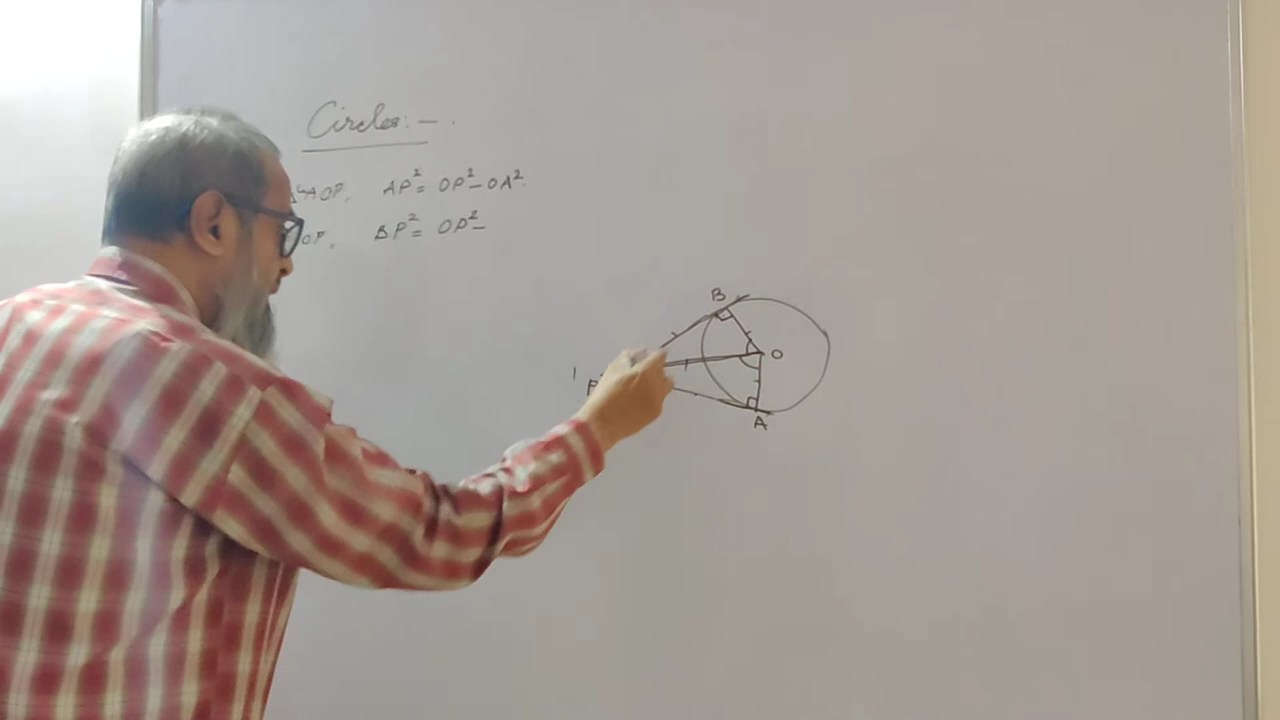 Circles:-
AOP, AP²= OP²-OA².
OP, BP²= OP²-
B
O
P
A